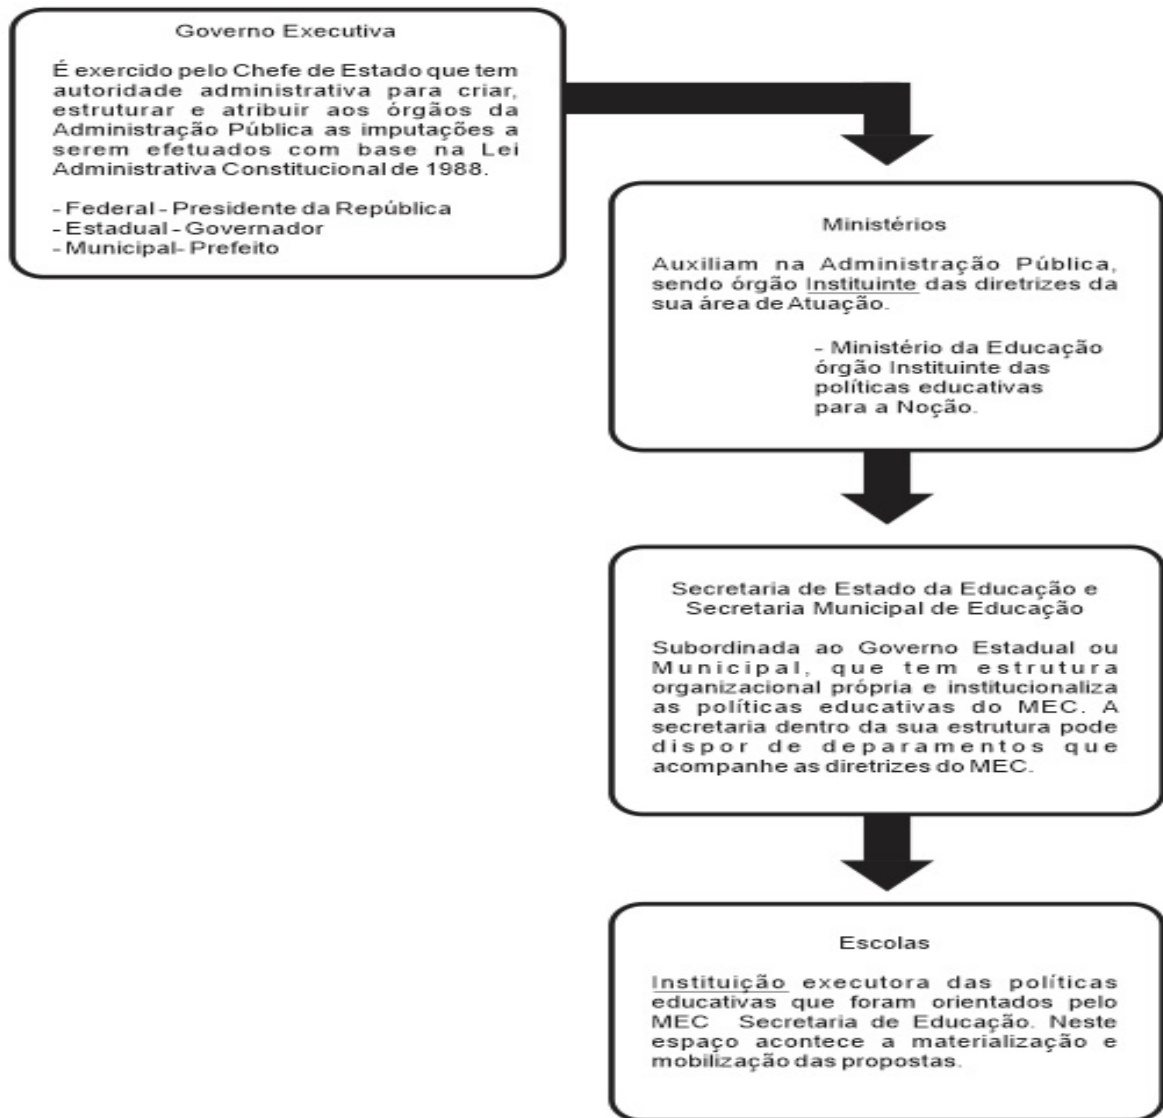 Governo Executiva
É exercido pelo Chefe de Estado que tem
autoridade administrativa para criar,
estruturar e atribuir aos órgãos da
Administração Pública as imputações a
serem efetuados com base na Lei
Administrativa Constitucional de 1988.
- Federal - Presidente da República
- Estadual - Governador
- Municipal- Prefeito
Ministérios
Auxiliam na Administração Pública,
sendo órgão Instituinte das diretrizes da
sua área de Atuação.
- Ministério da Educação
órgão Instituinte das
políticas educativas
para a Noção.
Secretaria de Estado da Educação e
Secretaria Municipal de Educação
Subordinada ao Governo Estadual ou
Municipal, que tem estrutura
organizacional própria e institucionaliza
as políticas educativas do MEC. A
secretaria dentro da sua estrutura pode
dispor de deparamentos que
acompanhe as diretrizes do MEC.
Escolas
Instituição executora das políticas
educativas que foram orientados pelo
MEC Secretaria de Educação. Neste
espaço acontece a materialização e
mobilização das propostas.